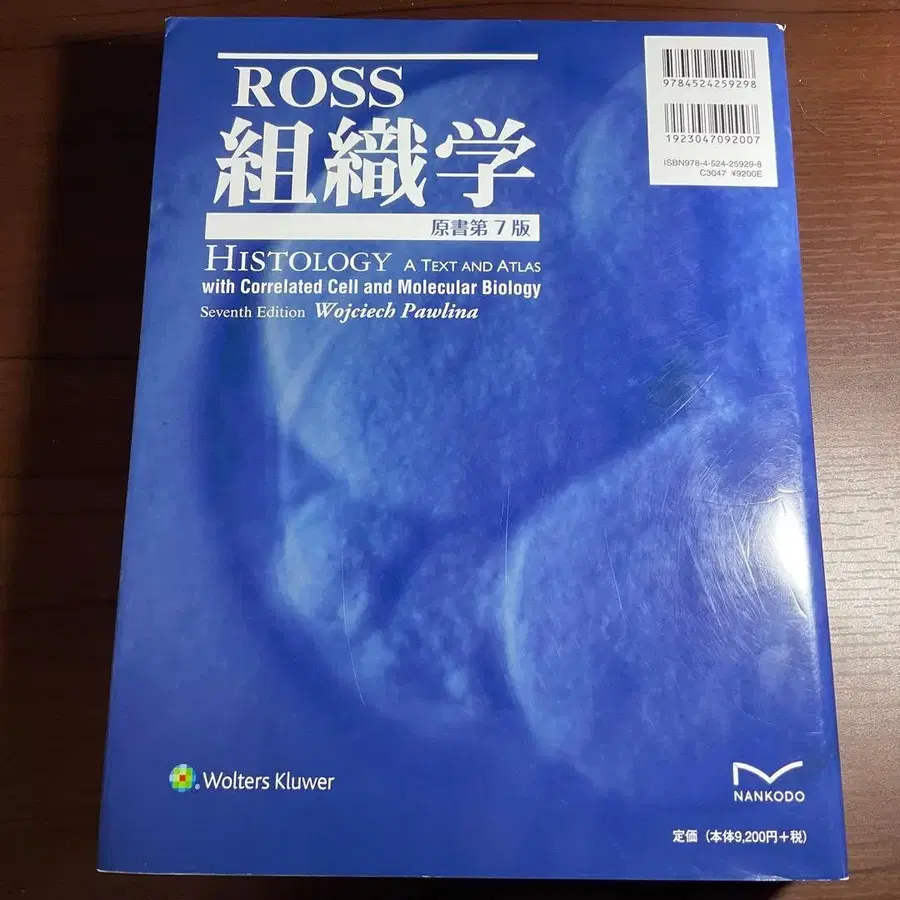 ROSS
組織学
原書第7版
HISTOLOGY A TEXT AND ATLAS
with Correlated Cell and Molecular Biology
Seventh Edition Wojciech Pawlina
9784524259298
1923047092007
ISBN978-4-524-25929-8
C3047 ¥9200E
Wolters Kluwer
NANKODO
定価(本体9,200円+税)